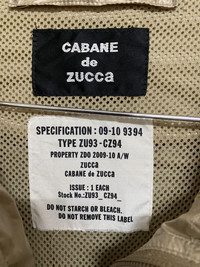 CABANE
de
zucca
SPECIFICATION : 09-10 9394
TYPE ZU93-CZ94
PROPERTY ZDO 2009-10 A/W
zucca
CABANE de zucca
ISSUE : 1 EACH
Stock No.:ZU93_CZ94_
DO NOT STARCH OR BLEACH.
DO NOT REMOVE THIS LABEL